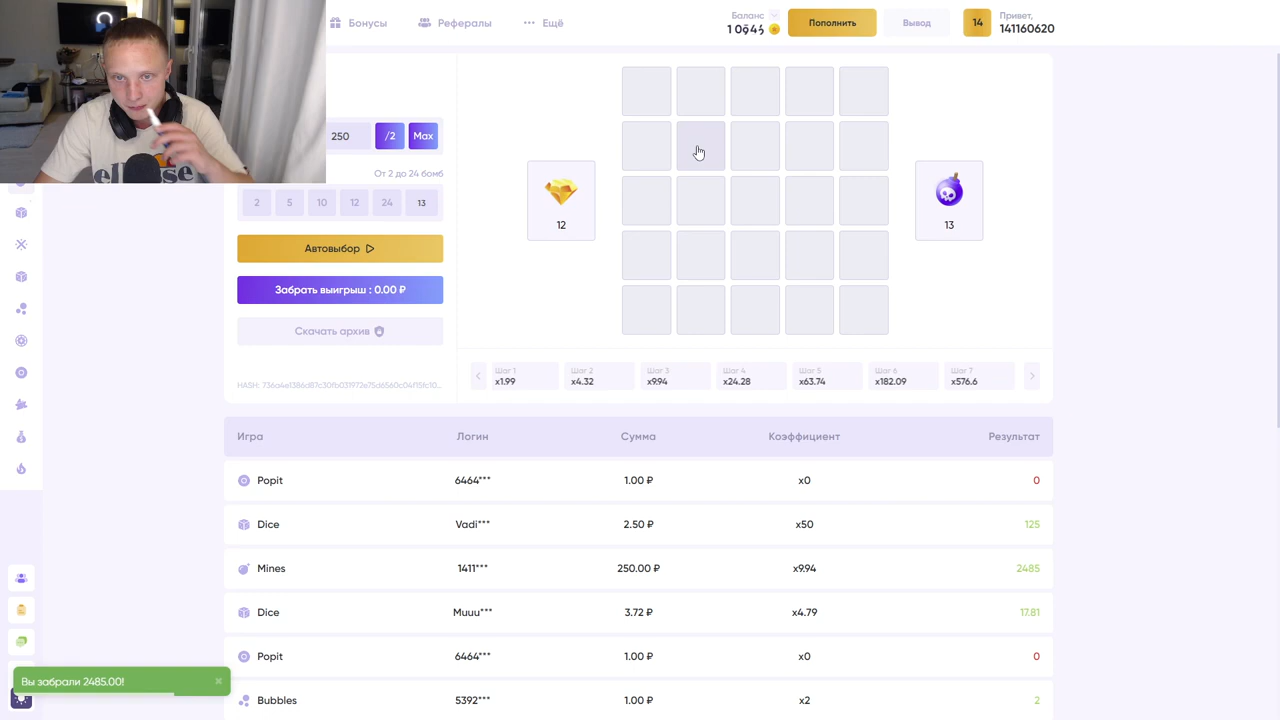 Бонусы
Рефералы
Ещё
Баланс
Пополнить
Вывод
14
Привет,
141160620
250
/2
Max
От 2 до 24 бомб
2
5
10
12
24
13
Автовыбор
Забрать выигрыш : 0.00 ₽
Скачать архив
12
13
Шаг 1
x1.99
Шаг 2
x4.32
Шаг 3
x9.94
Шаг 4
x24.28
Шаг 5
x63.74
Шаг 6
x182.09
Шаг 7
x576.6
Игра
Логин
Сумма
Коэффициент
Результат
Popit 6464*** 1.00 ₽ x0 0
Dice Vadi*** 2.50 ₽ x50 125
Mines 1411*** 250.00 ₽ x9.94 2485
Dice Muuu*** 3.72 ₽ x4.79 17.81
Popit 6464*** 1.00 ₽ x0 0
Bubbles 5392*** 1.00 ₽ x2 2
Вы забрали 2485.00!
ellesse